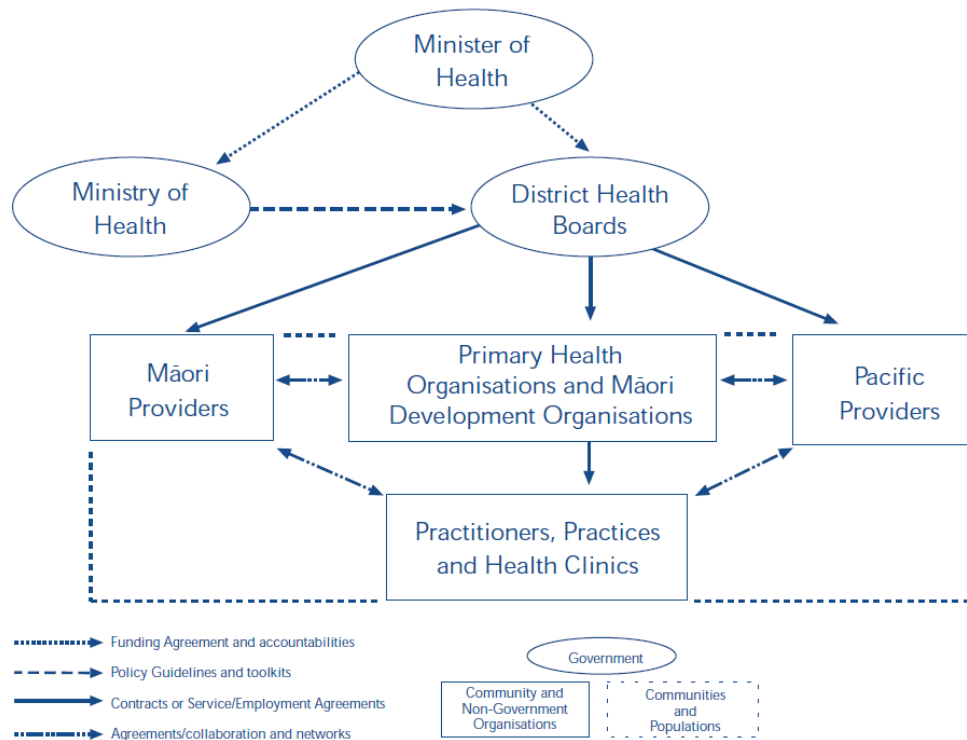 Minister of
Health
Ministry of
Health
District Health
Boards
Māori
Providers
Primary Health
Organisations and Māori
Development Organisations
Pacific
Providers
Practitioners, Practices
and Health Clinics
Funding Agreement and accountabilities
Policy Guidelines and toolkits
Contracts or Service/Employment Agreements
Agreements/collaboration and networks
Government
Community and
Non-Government
Organisations
Communities
and
Populations